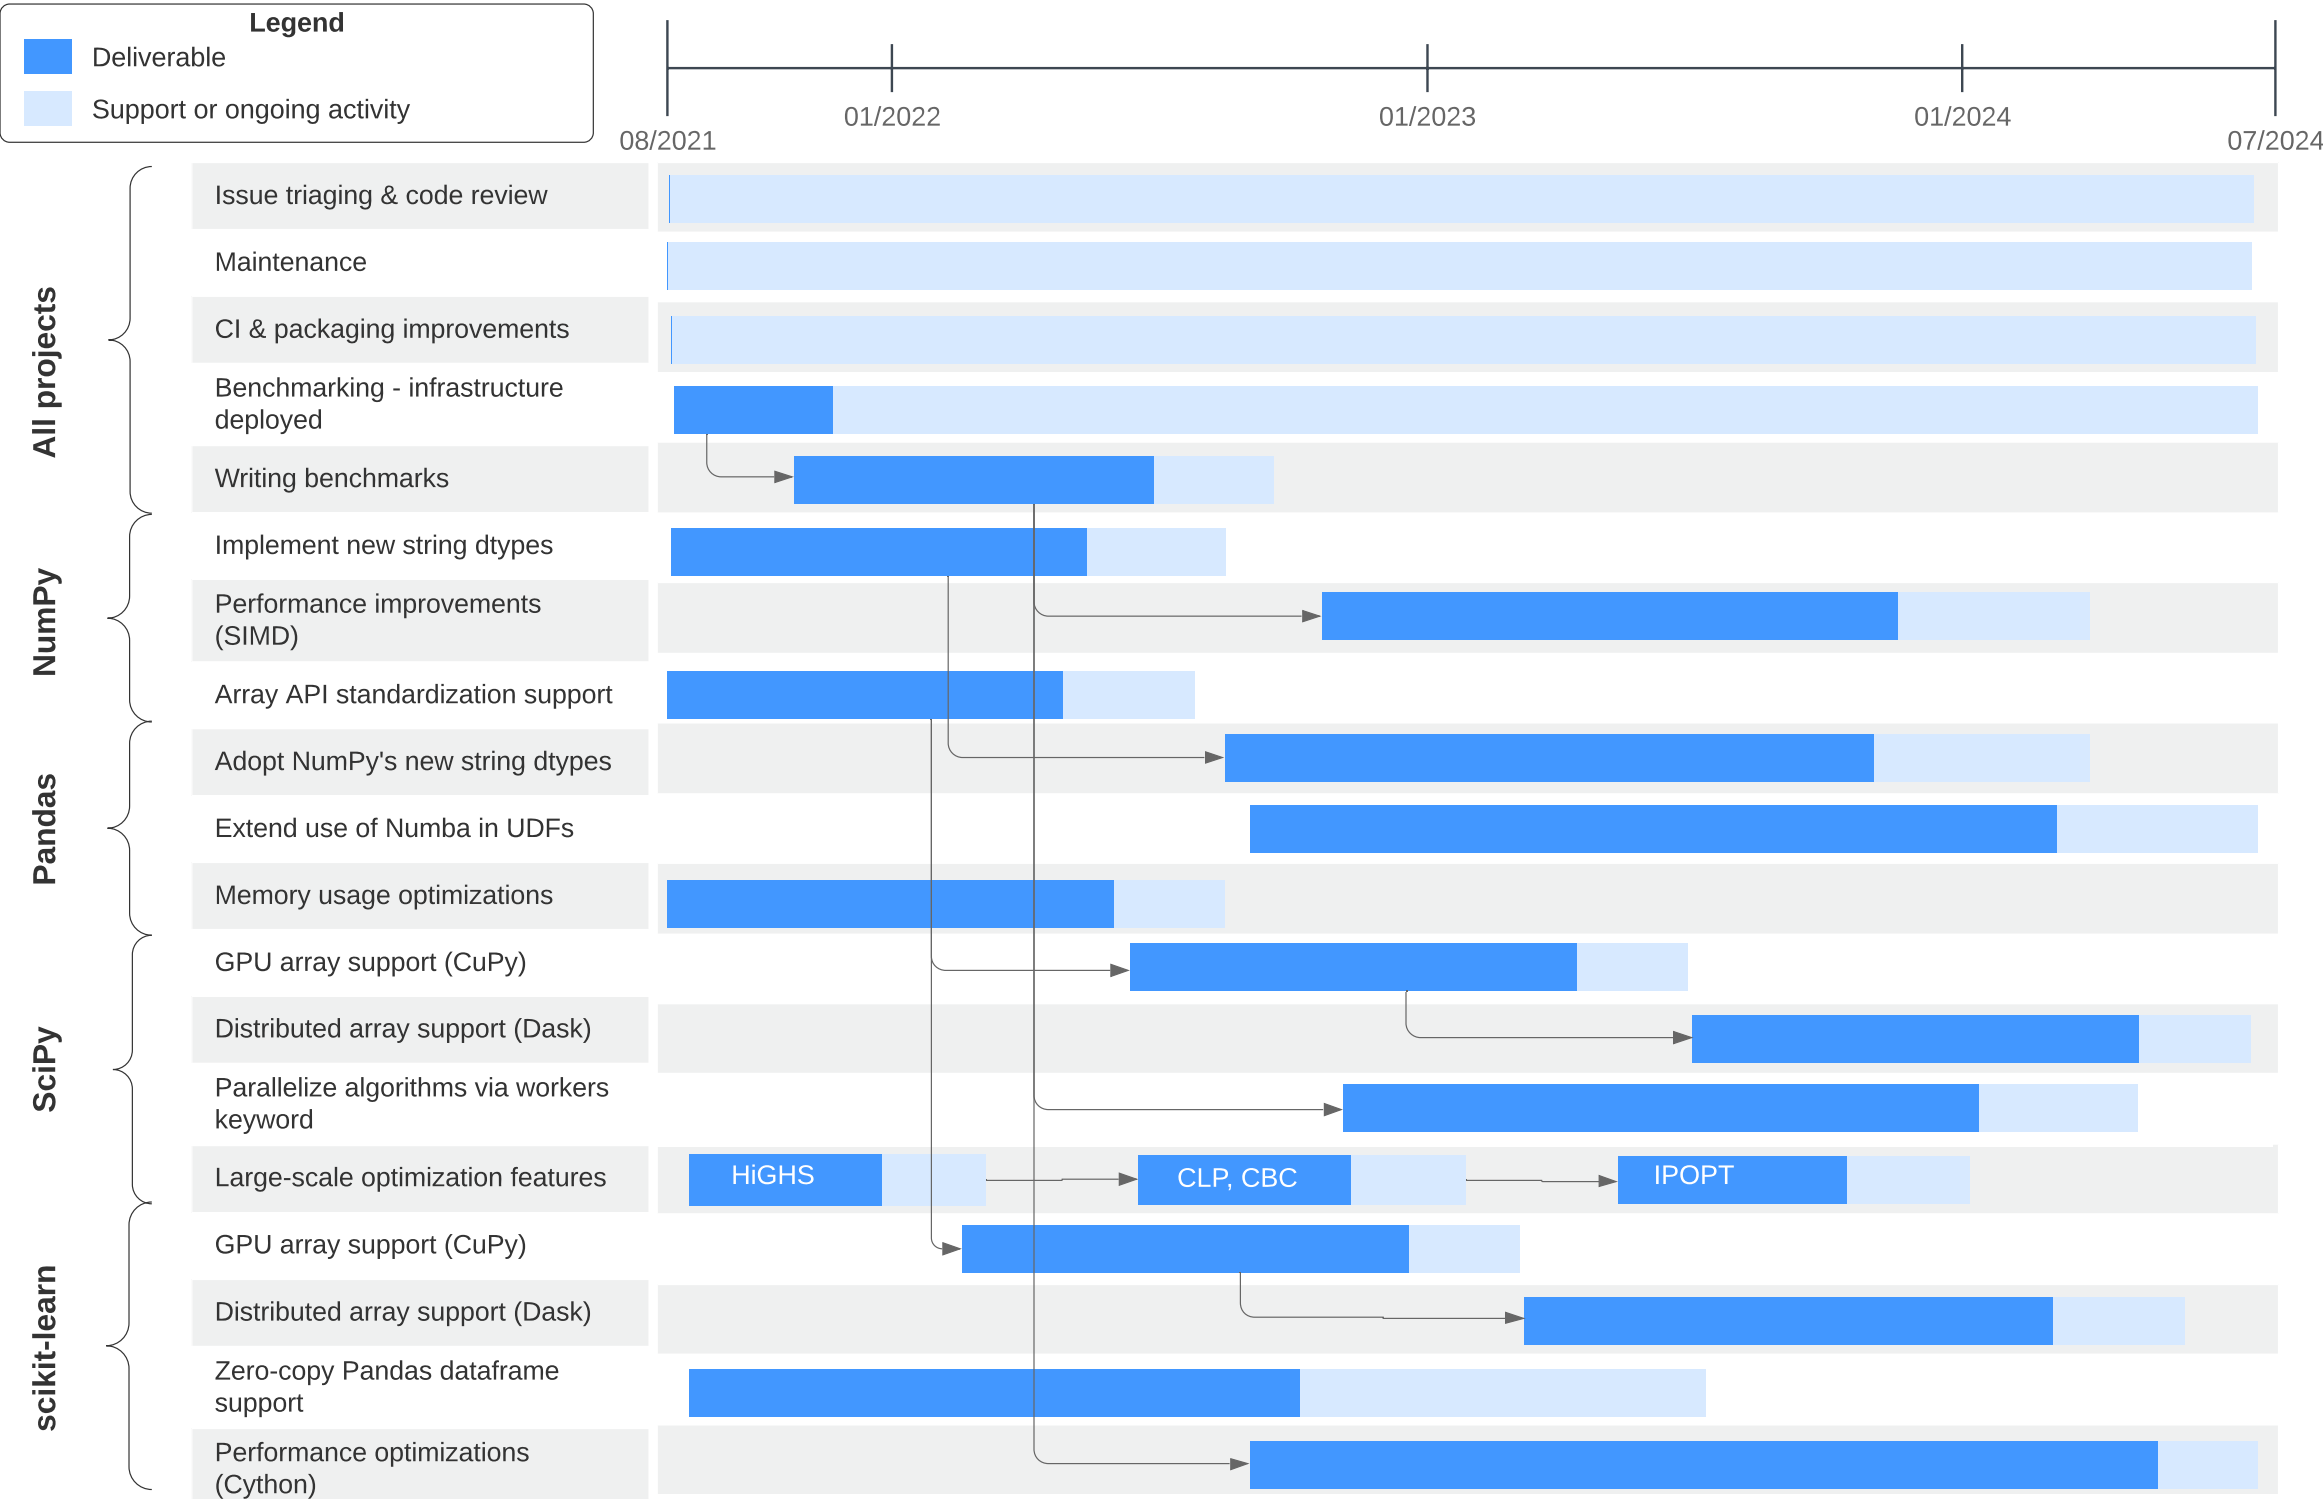 Legend
Deliverable
Support or ongoing activity
01/2022
01/2023
01/2024
08/2021
07/2024
All projects
Issue triaging & code review
Maintenance
CI & packaging improvements
Benchmarking - infrastructure
deployed
Writing benchmarks
NumPy
Implement new string dtypes
Performance improvements
(SIMD)
Array API standardization support
Pandas
Adopt NumPy's new string dtypes
Extend use of Numba in UDFs
Memory usage optimizations
SciPy
GPU array support (CuPy)
Distributed array support (Dask)
Parallelize algorithms via workers
keyword
Large-scale optimization features
HiGHS
CLP, CBC
IPOPT
scikit-learn
GPU array support (CuPy)
Distributed array support (Dask)
Zero-copy Pandas dataframe
support
Performance optimizations
(Cython)